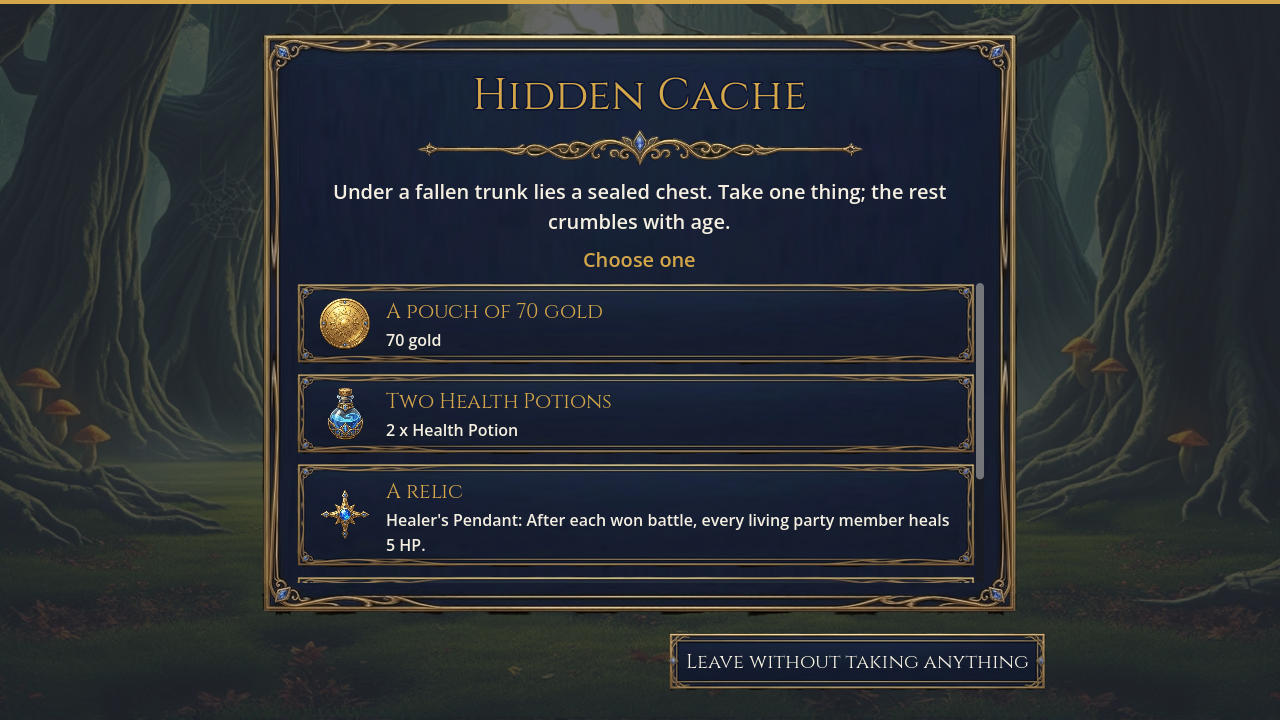 Hidden Cache
Under a fallen trunk lies a sealed chest. Take one thing; the rest
crumbles with age.
Choose one
A pouch of 70 gold
70 gold
Two Health Potions
2 x Health Potion
A relic
Healer's Pendant: After each won battle, every living party member heals
5 HP.
Leave without taking anything